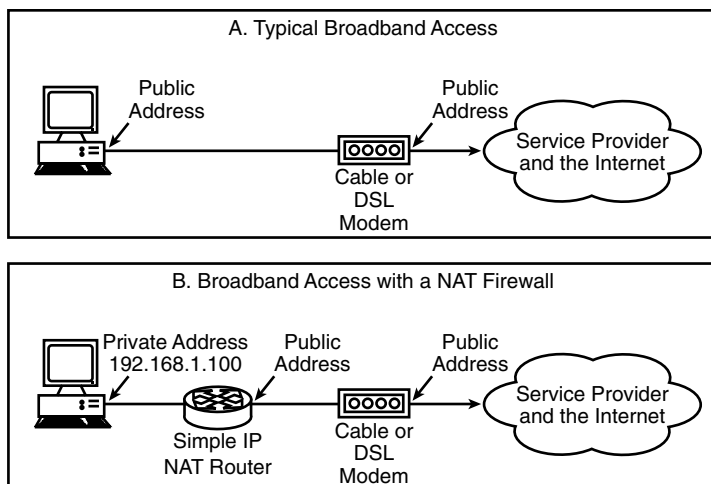 A. Typical Broadband Access
Public
Address
Public
Address
Service Provider
and the Internet
Cable or
DSL
Modem
B. Broadband Access with a NAT Firewall
Private Address
192.168.1.100
Public
Address
Public
Address
Service Provider
and the Internet
Simple IP
NAT Router
Cable or
DSL
Modem